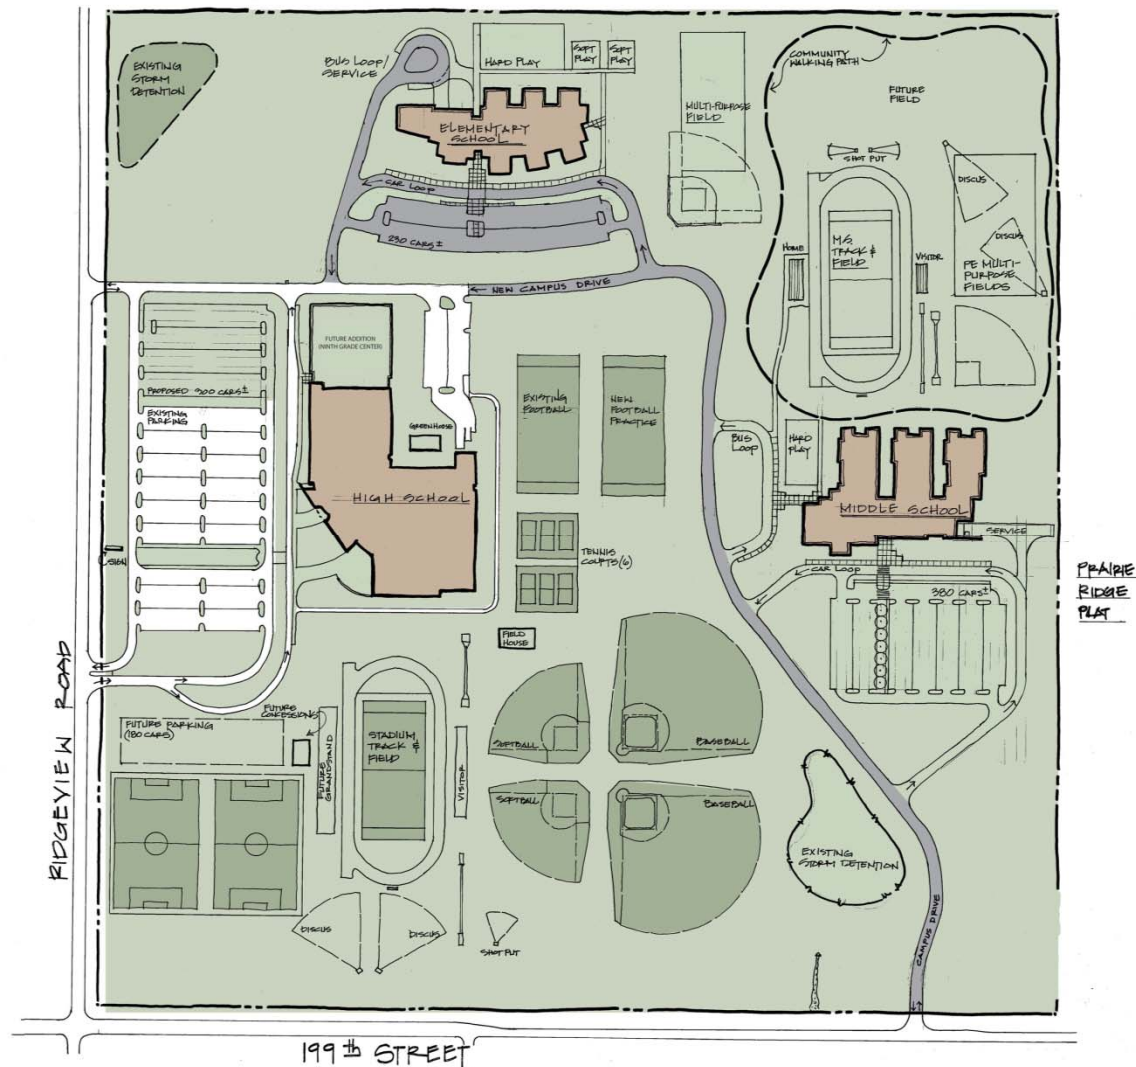 EXISTING
STORM
DETENTION
BUS LOOP/
SERVICE
HARD PLAY
SOFT
PLAY
SOFT
PLAY
ELEMENTARY
SCHOOL
CAR LOOP
230 CARS±
MULTI-PURPOSE
FIELD
COMMUNITY
WALKING PATH
FUTURE
FIELD
SHOT PUT
DISCUS
DISCUS
HOME
M.S.
TRACK &
FIELD
VISITOR
PE MULTI-
PURPOSE
FIELDS
NEW CAMPUS DRIVE
FUTURE ADDITION
(NINTH GRADE CENTER)
PROPOSED 300 CARS±
EXISTING
PARKING
GREENHOUSE
HIGH SCHOOL
SIGN
EXISTING
FOOTBALL
NEW
FOOTBALL
PRACTICE
BUS
LOOP
HARD
PLAY
MIDDLE SCHOOL
SERVICE
TENNIS
COURTS(6)
CAR LOOP
380 CARS±
PRAIRIE
RIDGE
PLAT
FIELD
HOUSE
RIDGEVIEW ROAD
FUTURE PARKING
(180 CARS)
FUTURE
CONCESSIONS
FUTURE
GRANDSTAND
STADIUM
TRACK &
FIELD
VISITOR
SOFTBALL
BASEBALL
SOFTBALL
BASEBALL
EXISTING
STORM DETENTION
DISCUS
DISCUS
SHOT PUT
CAMPUS DRIVE
199th STREET